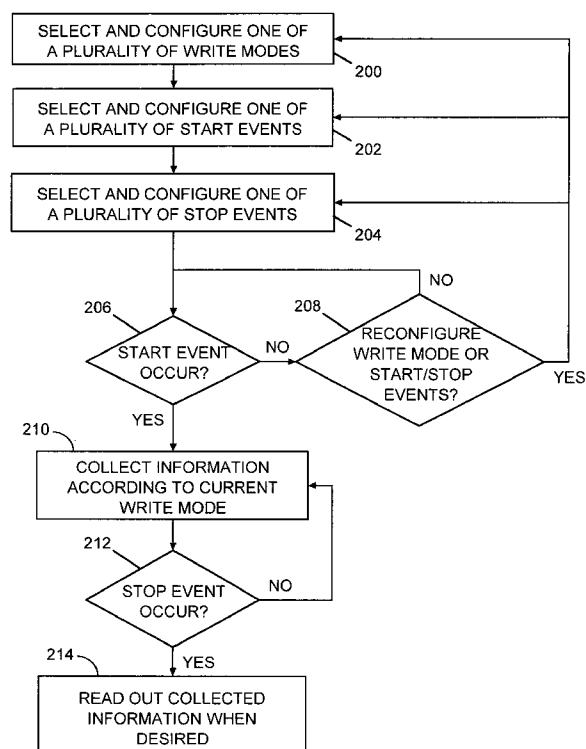 SELECT AND CONFIGURE ONE OF
A PLURALITY OF WRITE MODES
200
SELECT AND CONFIGURE ONE OF
A PLURALITY OF START EVENTS
202
SELECT AND CONFIGURE ONE OF
A PLURALITY OF STOP EVENTS
204
NO
206
208
START EVENT
OCCUR?
NO
RECONFIGURE
WRITE MODE OR
START/STOP
EVENTS?
YES
YES
210
COLLECT INFORMATION
ACCORDING TO CURRENT
WRITE MODE
212
STOP EVENT
OCCUR?
NO
YES
214
READ OUT COLLECTED
INFORMATION WHEN
DESIRED